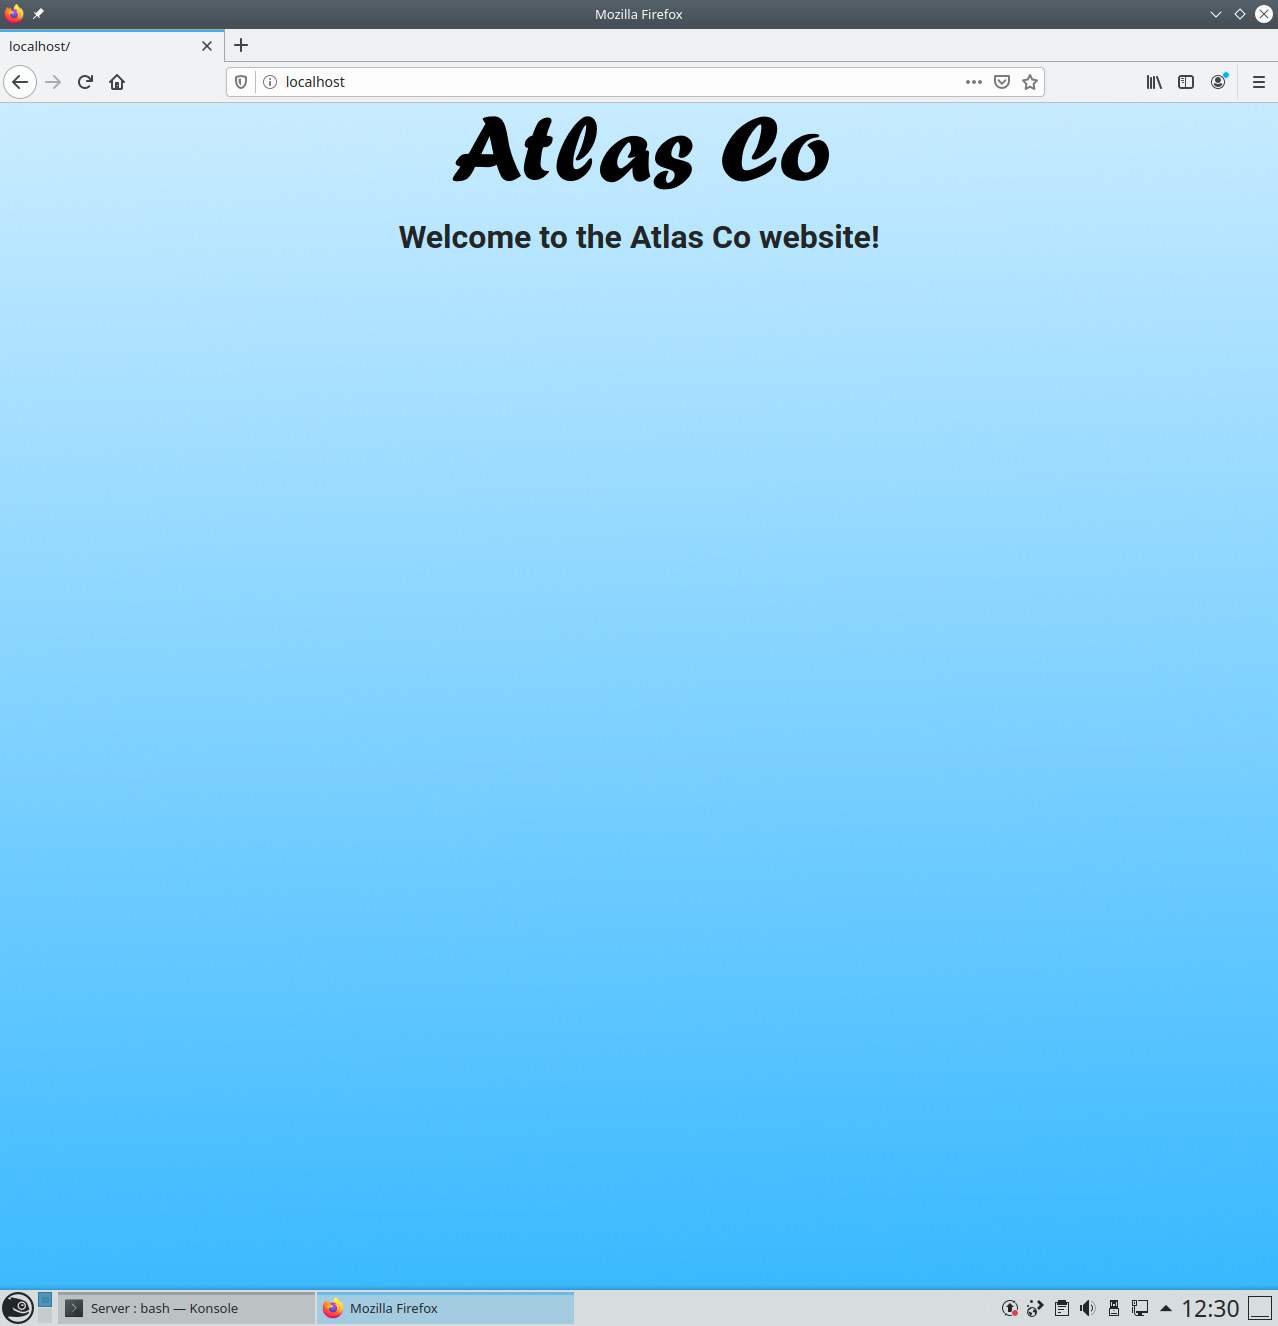 Mozilla Firefox
localhost/
localhost
Atlas Co
Welcome to the Atlas Co website!
Server : bash — Konsole
Mozilla Firefox
12:30